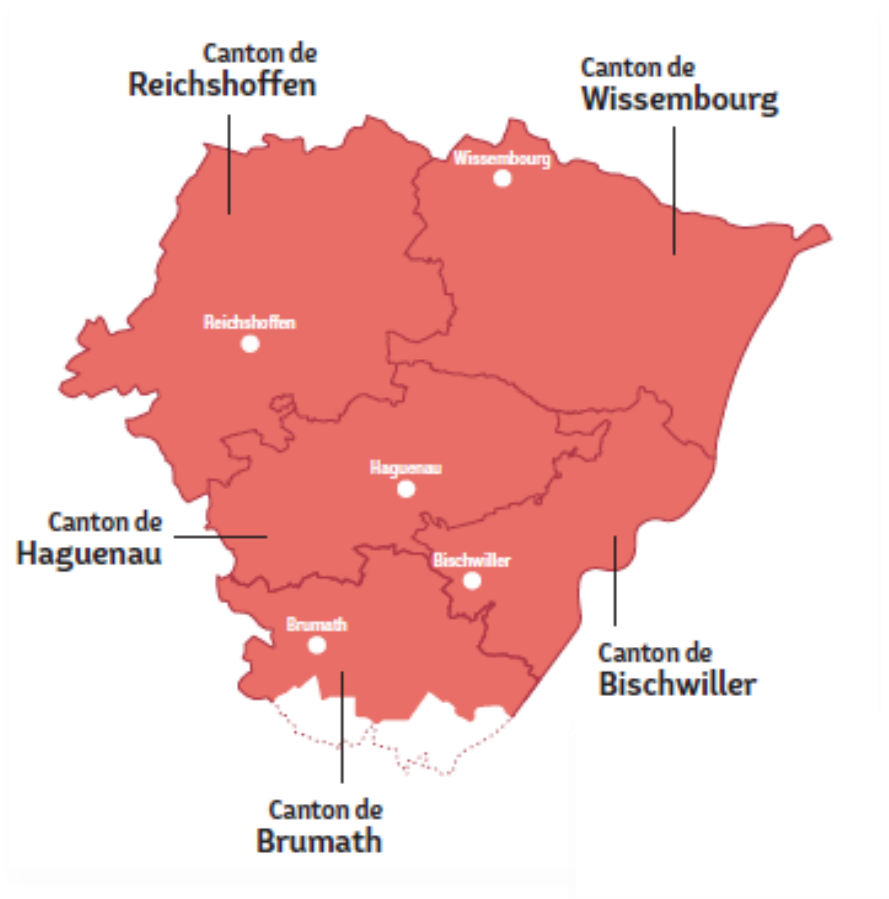 Canton de
Reichshoffen
Canton de
Wissembourg
Wissembourg
Reichshoffen
Haguenau
Canton de
Haguenau
Bischwiller
Brumath
Canton de
Bischwiller
Canton de
Brumath